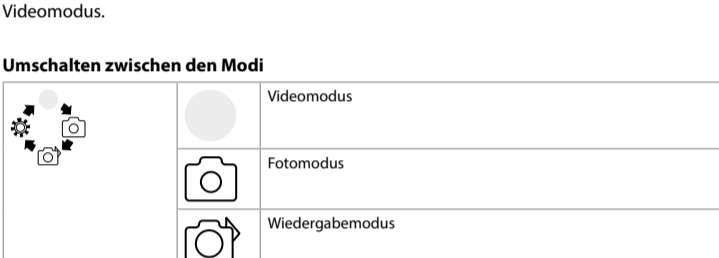 Videomodus.
Umschalten zwischen den Modi
Videomodus
Fotomodus
Wiedergabemodus